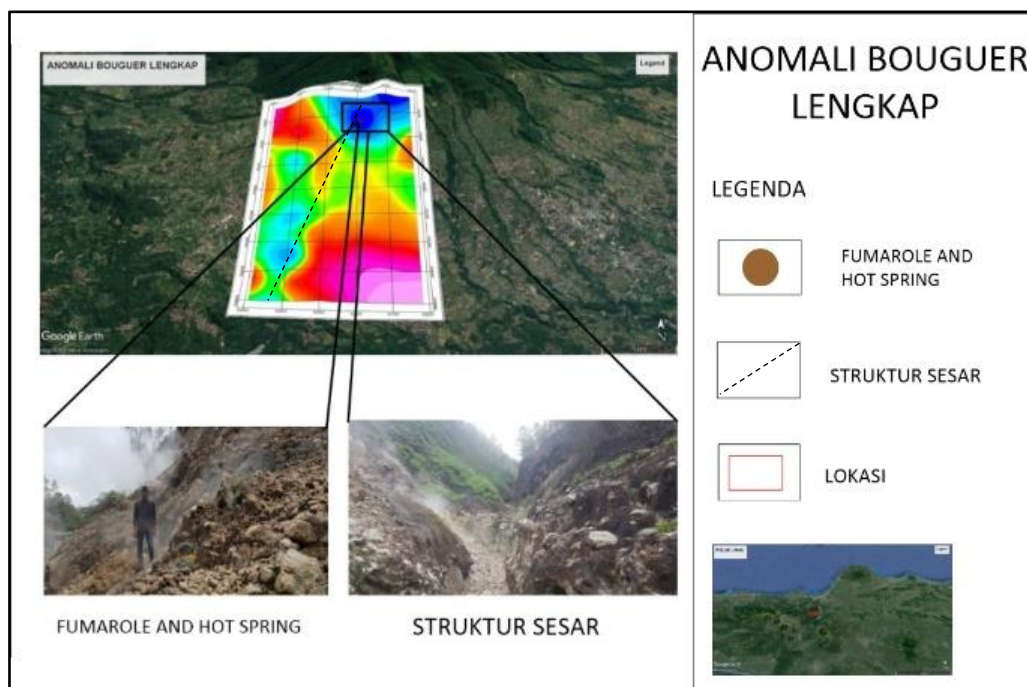 ANOMALI BOUGUER LENGKAP
Legend
Google Earth
FUMAROLE AND HOT SPRING
STRUKTUR SESAR
ANOMALI BOUGUER
LENGKAP
LEGENDA
FUMAROLE AND
HOT SPRING
STRUKTUR SESAR
LOKASI